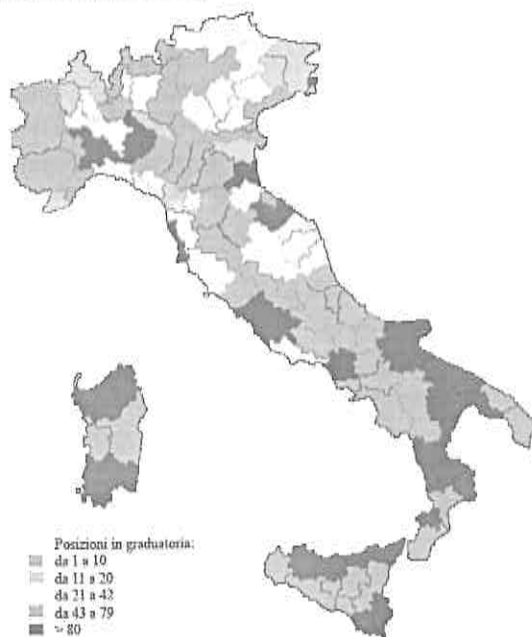 Posizioni in graduatoria:
da 1 a 10
da 11 a 20
da 21 a 42
da 43 a 79
> 80